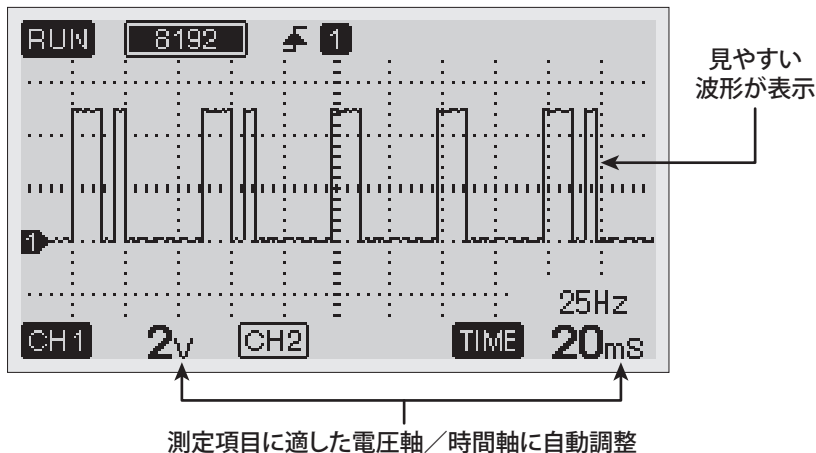 RUN 8192 1
見やすい
波形が表示
1
25Hz
CH1 2V CH2 TIME 20mS
測定項目に適した電圧軸／時間軸に自動調整